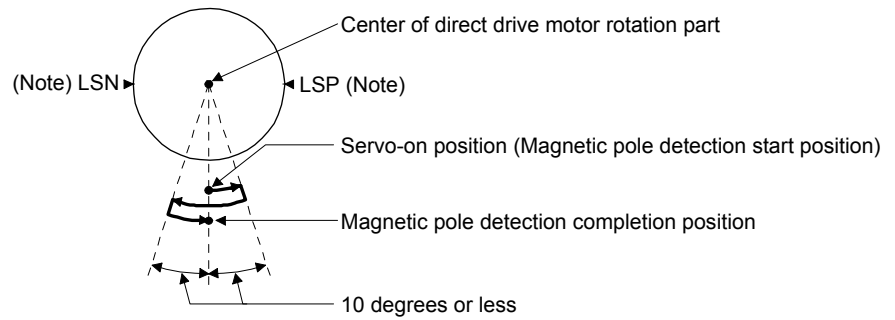 Center of direct drive motor rotation part
(Note) LSN
LSP (Note)
Servo-on position (Magnetic pole detection start position)
Magnetic pole detection completion position
10 degrees or less